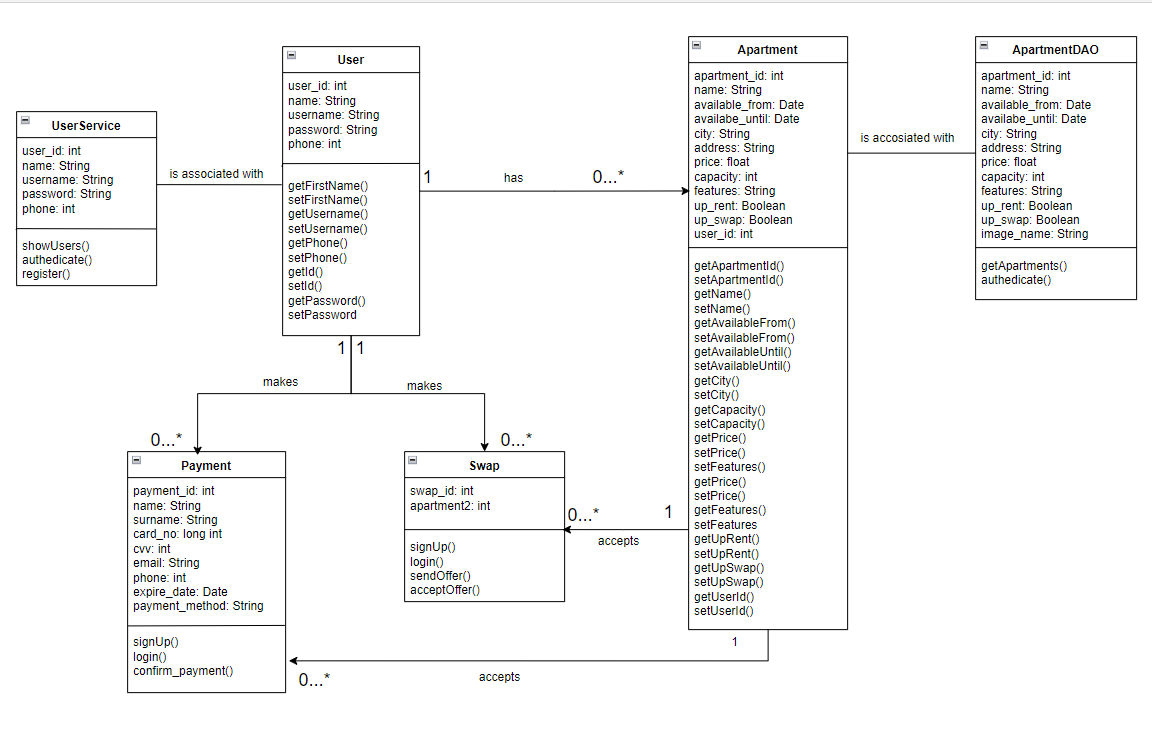 UserService
user_id: int
name: String
username: String
password: String
phone: int
showUsers()
authedicate()
register()
is associated with
User
user_id: int
name: String
username: String
password: String
phone: int
getFirstName()
setFirstName()
getUsername()
setUsername()
getPhone()
setPhone()
getId()
setId()
getPassword()
setPassword
1
has
0...*
Apartment
apartment_id: int
name: String
available_from: Date
availabe_until: Date
city: String
address: String
price: float
capacity: int
features: String
up_rent: Boolean
up_swap: Boolean
user_id: int
getApartmentId()
setApartmentId()
getName()
setName()
getAvailableFrom()
setAvailableFrom()
getAvailableUntil()
setAvailableUntil()
getCity()
setCity()
getCapacity()
setCapacity()
getPrice()
setPrice()
setFeatures()
getPrice()
setPrice()
getFeatures()
setFeatures
getUpRent()
setUpRent()
getUpSwap()
setUpSwap()
getUserId()
setUserId()
is accosiated with
ApartmentDAO
apartment_id: int
name: String
available_from: Date
availabe_until: Date
city: String
address: String
price: float
capacity: int
features: String
up_rent: Boolean
up_swap: Boolean
image_name: String
getApartments()
authedicate()
1 1
makes
makes
0...*
0...*
Payment
payment_id: int
name: String
surname: String
card_no: long int
cvv: int
email: String
phone: int
expire_date: Date
payment_method: String
signUp()
login()
confirm_payment()
Swap
swap_id: int
apartment2: int
signUp()
login()
sendOffer()
acceptOffer()
0...*
1
accepts
1
0...*
accepts